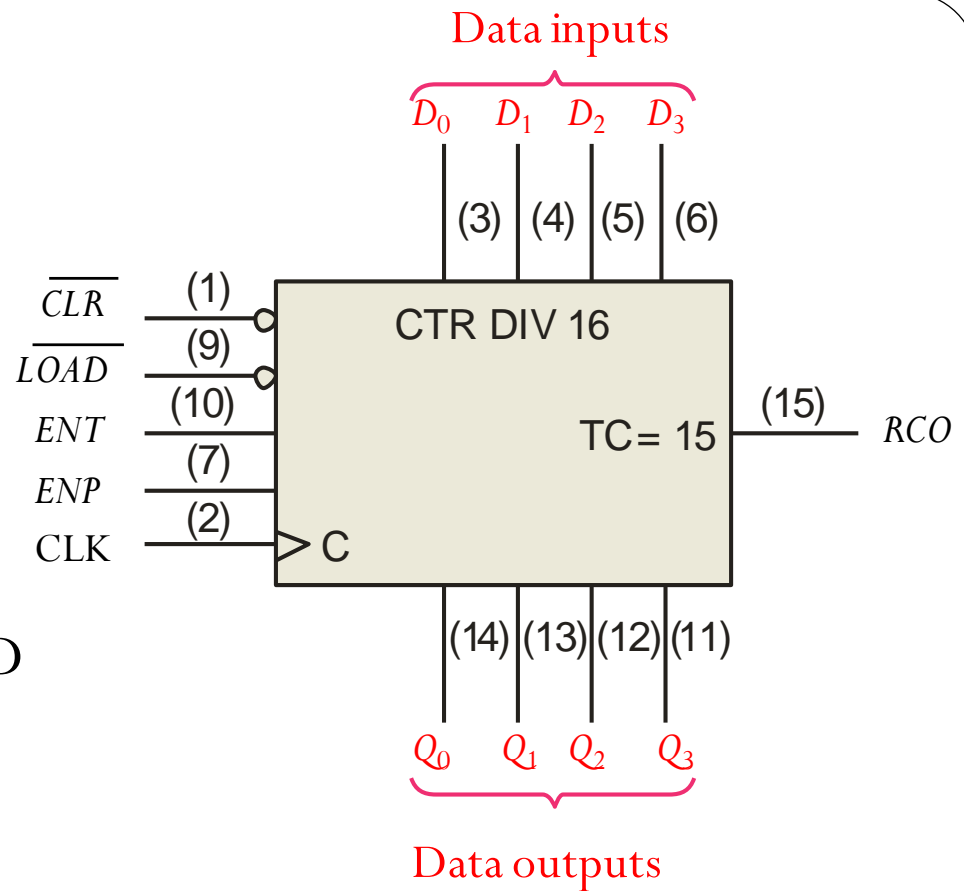 Data inputs
D0 D1 D2 D3
(3) (4) (5) (6)
CLR (1)
CTR DIV 16
LOAD (9)
ENT (10)
TC= 15 (15) RCO
ENP (7)
CLK (2) C
(14) (13) (12) (11)
D
Q0 Q1 Q2 Q3
Data outputs